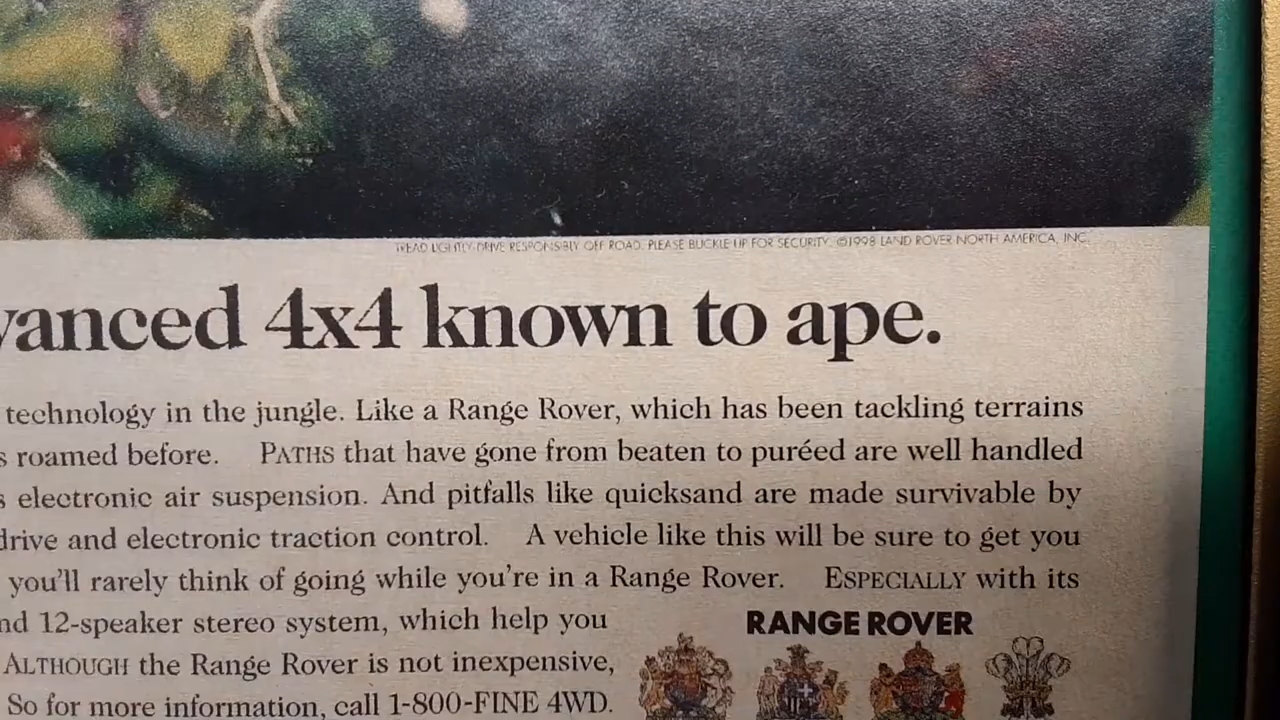 TREAD LIGHTLY. DRIVE RESPONSIBLY OFF ROAD. PLEASE BUCKLE UP FOR SECURITY. ©1998 LAND ROVER NORTH AMERICA, INC.
vanced 4x4 known to ape.
technology in the jungle. Like a Range Rover, which has been tackling terrains
s roamed before. PATHS that have gone from beaten to puréed are well handled
s electronic air suspension. And pitfalls like quicksand are made survivable by
drive and electronic traction control. A vehicle like this will be sure to get you
you'll rarely think of going while you're in a Range Rover. ESPECIALLY with its
nd 12-speaker stereo system, which help you
ALTHOUGH the Range Rover is not inexpensive,
So for more information, call 1-800-FINE 4WD.
RANGE ROVER